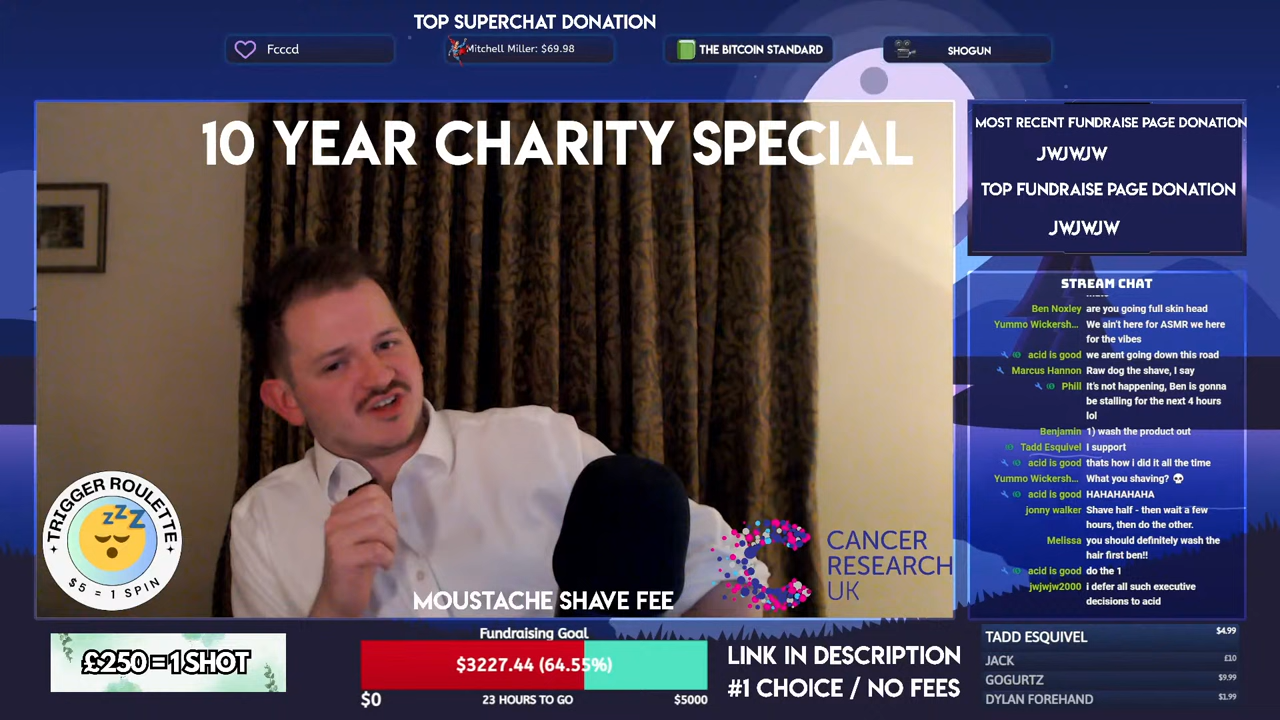 TOP SUPERCHAT DONATION
Fcccd
Mitchell Miller: $69.98
THE BITCOIN STANDARD
SHOGUN
10 YEAR CHARITY SPECIAL
MOST RECENT FUNDRAISE PAGE DONATION
JWJWJW
TOP FUNDRAISE PAGE DONATION
JWJWJW
STREAM CHAT
Ben Noxley are you going full skin head
Yummo Wickersh... We ain't here for ASMR we here
for the vibes
acid is good we arent going down this road
Marcus Hannon Raw dog the shave, I say
Phill It's not happening, Ben is gonna
be stalling for the next 4 hours
lol
Benjamin 1) wash the product out
Tadd Esquivel I support
acid is good thats how i did it all the time
Yummo Wickersh... What you shaving? 💀
acid is good HAHAHAHAHA
jonny walker Shave half - then wait a few
hours, then do the other.
Melissa you should definitely wash the
hair first ben!!
acid is good do the 1
jwjwjw2000 i defer all such executive
decisions to acid
TRIGGER ROULETTE
ZZZ
$5 = 1 SPIN
CANCER
RESEARCH
UK
MOUSTACHE SHAVE FEE
£250 = 1 SHOT
Fundraising Goal
$3227.44 (64.55%)
$0
23 HOURS TO GO
$5000
LINK IN DESCRIPTION
#1 CHOICE / NO FEES
TADD ESQUIVEL $4.99
JACK £10
GOGURTZ $9.99
DYLAN FOREHAND $1.99